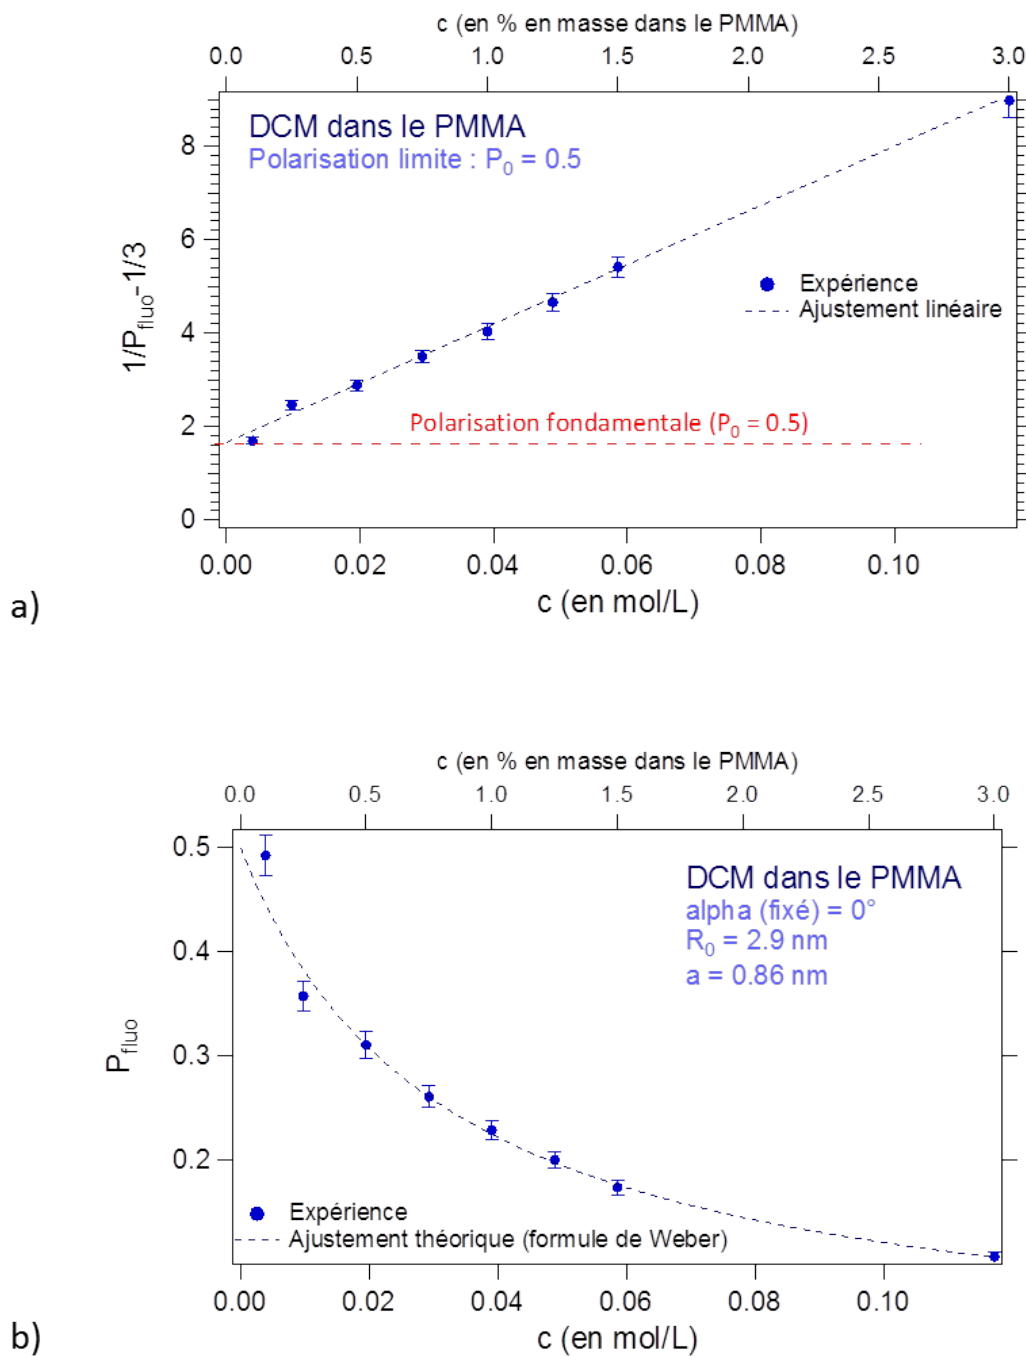 c (en % en masse dans le PMMA)
0.0 0.5 1.0 1.5 2.0 2.5 3.0
DCM dans le PMMA
Polarisation limite : P₀ = 0.5
8
6
4
2
0
1/P_fluo-1/3
Expérience
Ajustement linéaire
Polarisation fondamentale (P₀ = 0.5)
0.00 0.02 0.04 0.06 0.08 0.10
c (en mol/L)
a)
c (en % en masse dans le PMMA)
0.0 0.5 1.0 1.5 2.0 2.5 3.0
DCM dans le PMMA
alpha (fixé) = 0°
R₀ = 2.9 nm
a = 0.86 nm
0.5
0.4
0.3
0.2
P_fluo
Expérience
Ajustement théorique (formule de Weber)
0.00 0.02 0.04 0.06 0.08 0.10
c (en mol/L)
b)